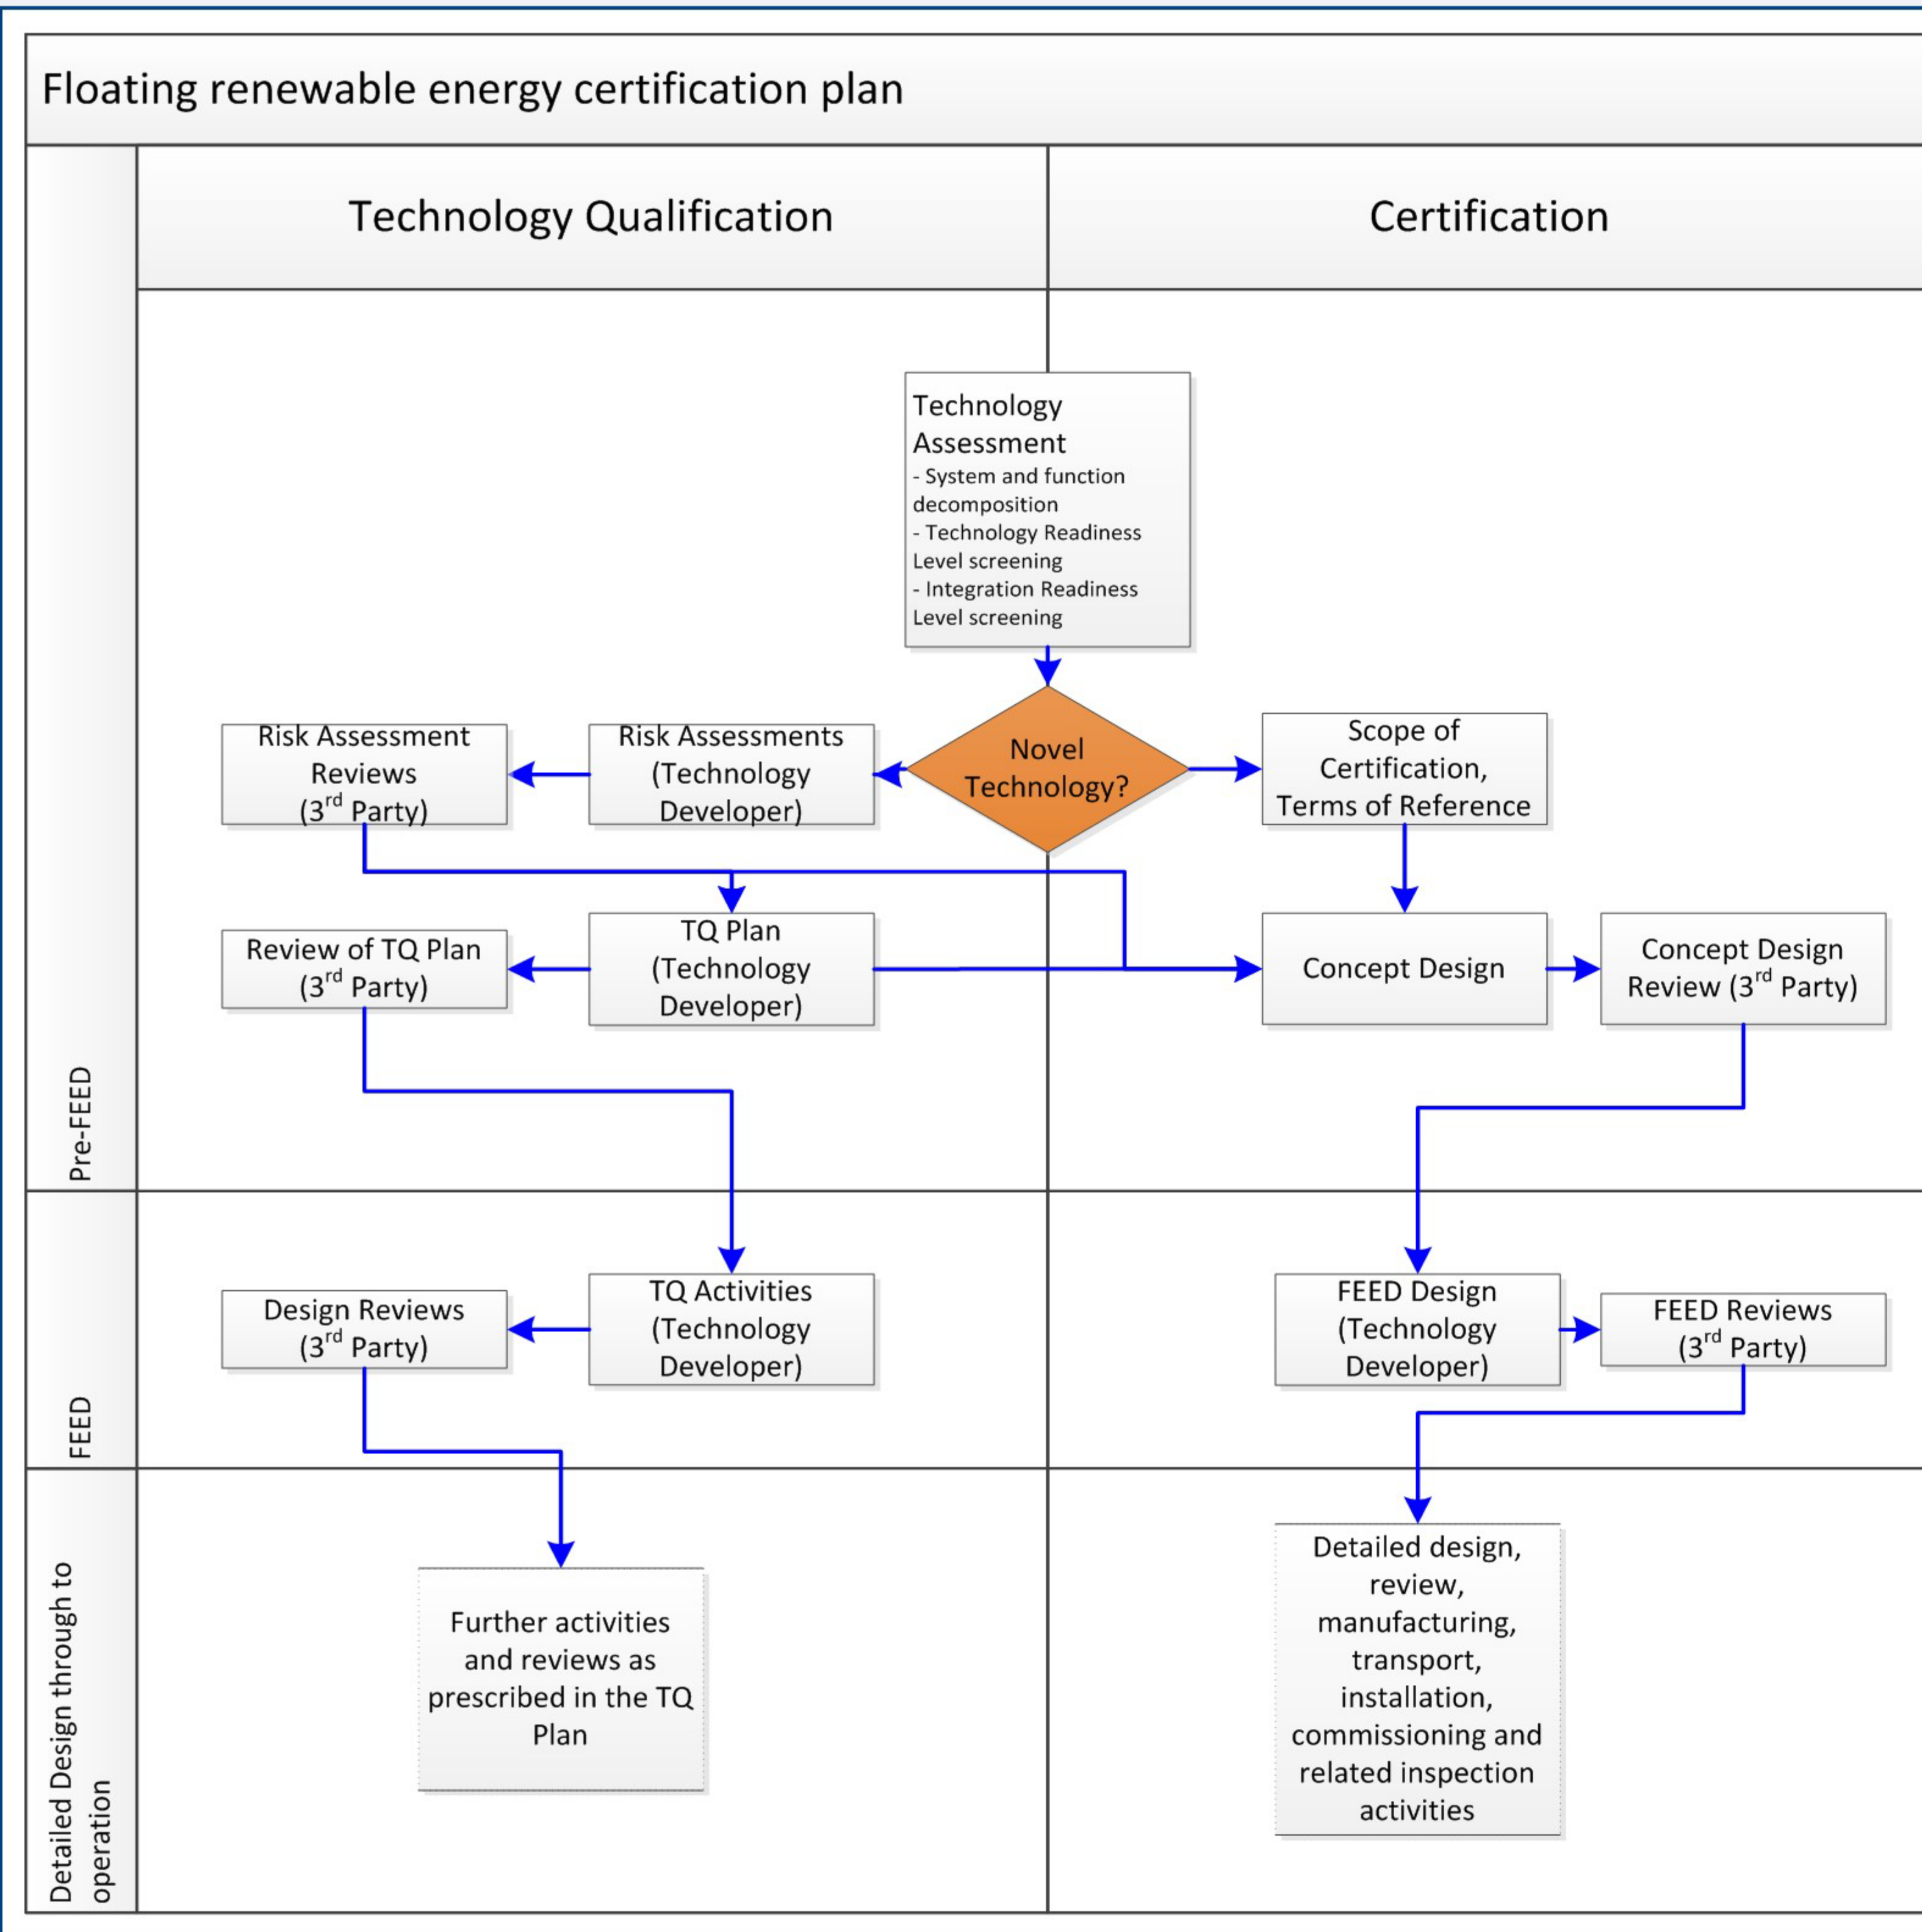 Floating renewable energy certification plan
Technology Qualification
Certification
Technology
Assessment
- System and function
decomposition
- Technology Readiness
Level screening
- Integration Readiness
Level screening
Novel
Technology?
Risk Assessments
(Technology
Developer)
Risk Assessment
Reviews
(3rd Party)
Scope of
Certification,
Terms of Reference
TQ Plan
(Technology
Developer)
Review of TQ Plan
(3rd Party)
Concept Design
Concept Design
Review (3rd Party)
Pre-FEED
TQ Activities
(Technology
Developer)
Design Reviews
(3rd Party)
FEED Design
(Technology
Developer)
FEED Reviews
(3rd Party)
FEED
Further activities
and reviews as
prescribed in the TQ
Plan
Detailed design,
review,
manufacturing,
transport,
installation,
commissioning and
related inspection
activities
Detailed Design through to
operation